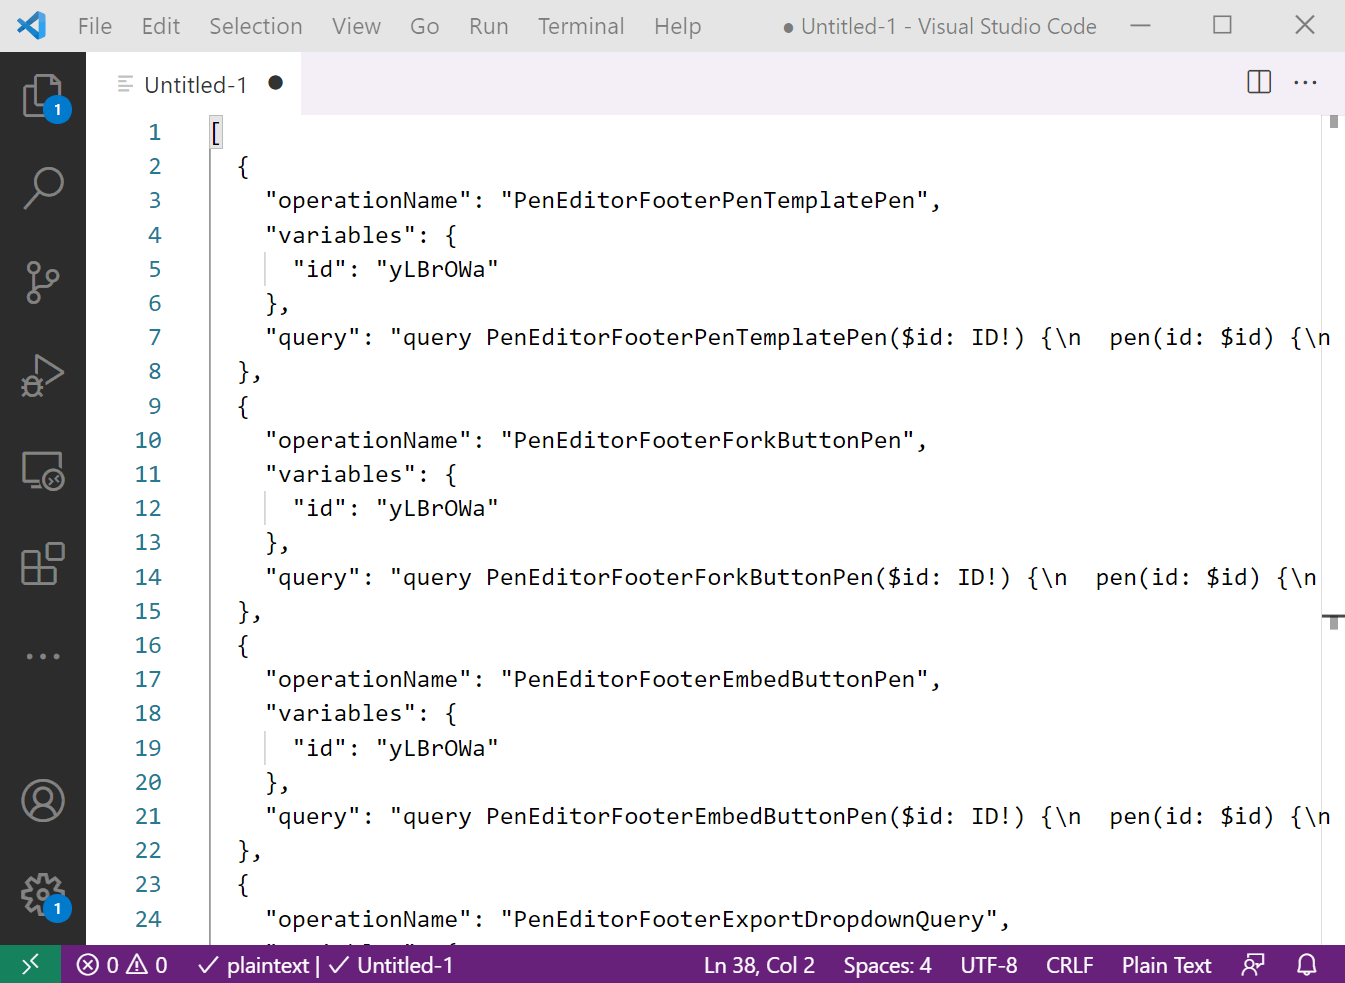 File Edit Selection View Go Run Terminal Help ● Untitled-1 - Visual Studio Code
Untitled-1 ●
1 [
2 {
3 "operationName": "PenEditorFooterPenTemplatePen",
4 "variables": {
5 "id": "yLBrOWa"
6 },
7 "query": "query PenEditorFooterPenTemplatePen($id: ID!) {\n  pen(id: $id) {\n
8 },
9 {
10 "operationName": "PenEditorFooterForkButtonPen",
11 "variables": {
12 "id": "yLBrOWa"
13 },
14 "query": "query PenEditorFooterForkButtonPen($id: ID!) {\n  pen(id: $id) {\n
15 },
16 {
17 "operationName": "PenEditorFooterEmbedButtonPen",
18 "variables": {
19 "id": "yLBrOWa"
20 },
21 "query": "query PenEditorFooterEmbedButtonPen($id: ID!) {\n  pen(id: $id) {\n
22 },
23 {
24 "operationName": "PenEditorFooterExportDropdownQuery",
1
1
0 0 plaintext | Untitled-1 Ln 38, Col 2 Spaces: 4 UTF-8 CRLF Plain Text